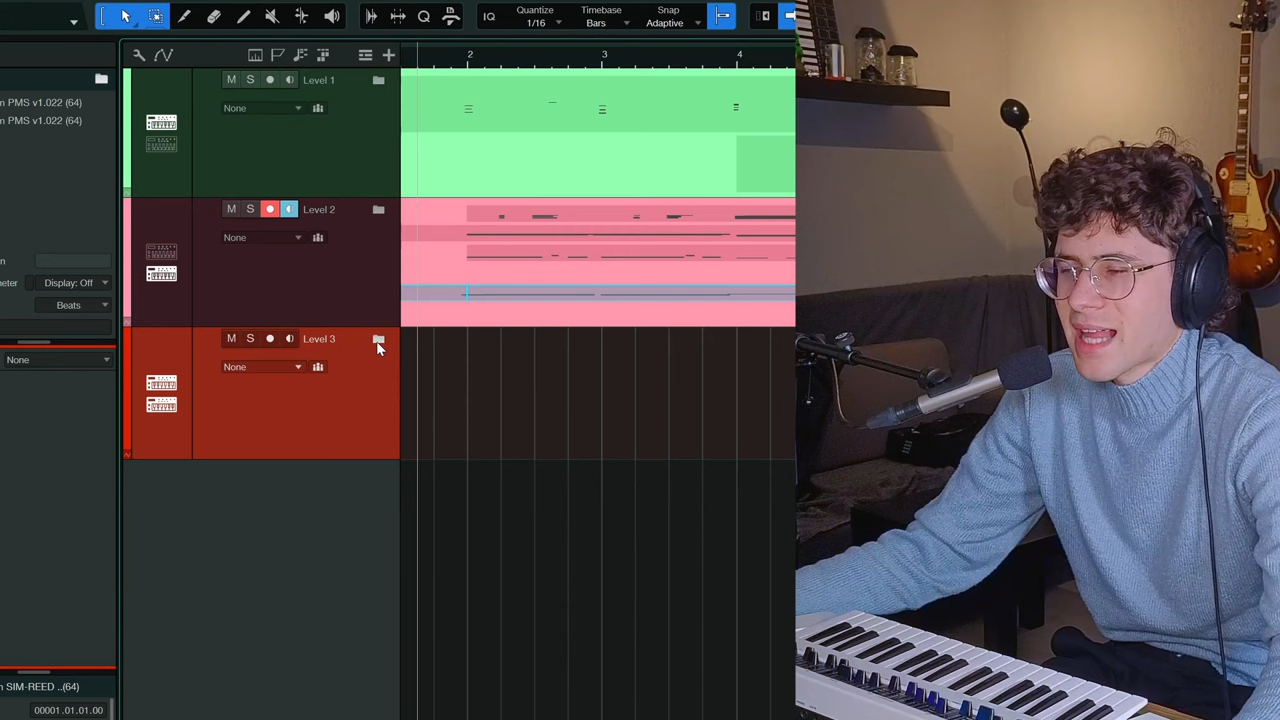 IQ
Quantize
1/16
Timebase
Bars
Snap
Adaptive
2
3
4
m PMS v1.022 (64)
m PMS v1.022 (64)
M S Level 1
None
M S Level 2
None
Display: Off
Beats
M S Level 3
None
None
SIM-REED ..(64)
00001.01.01.00